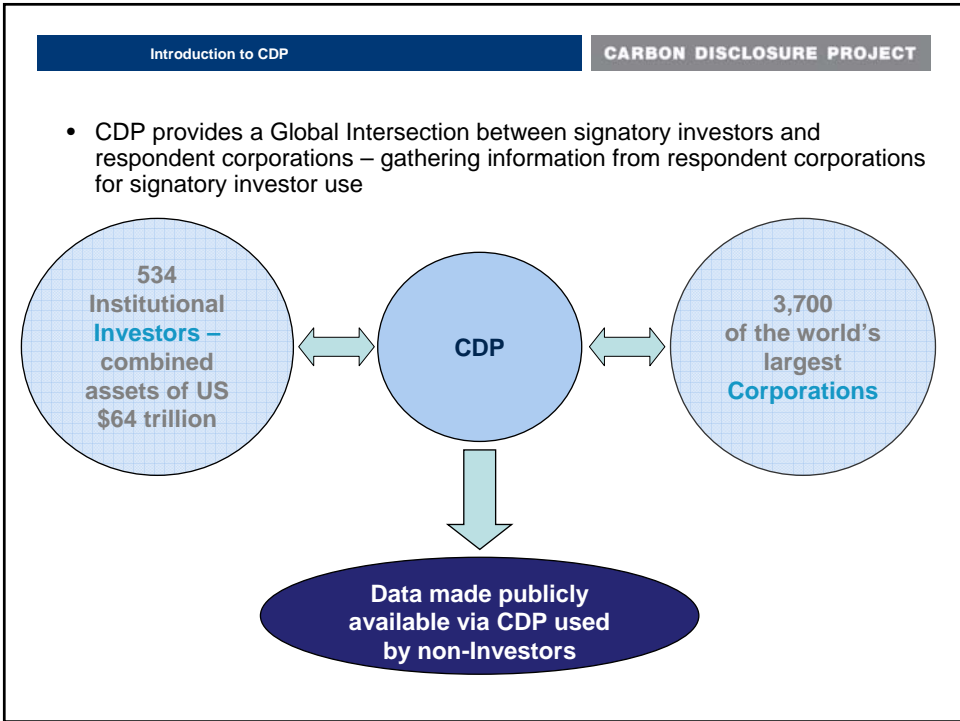 Introduction to CDP
CARBON DISCLOSURE PROJECT
• CDP provides a Global Intersection between signatory investors and
respondent corporations – gathering information from respondent corporations
for signatory investor use
534
Institutional
Investors –
combined
assets of US
$64 trillion
CDP
3,700
of the world's
largest
Corporations
Data made publicly
available via CDP used
by non-Investors